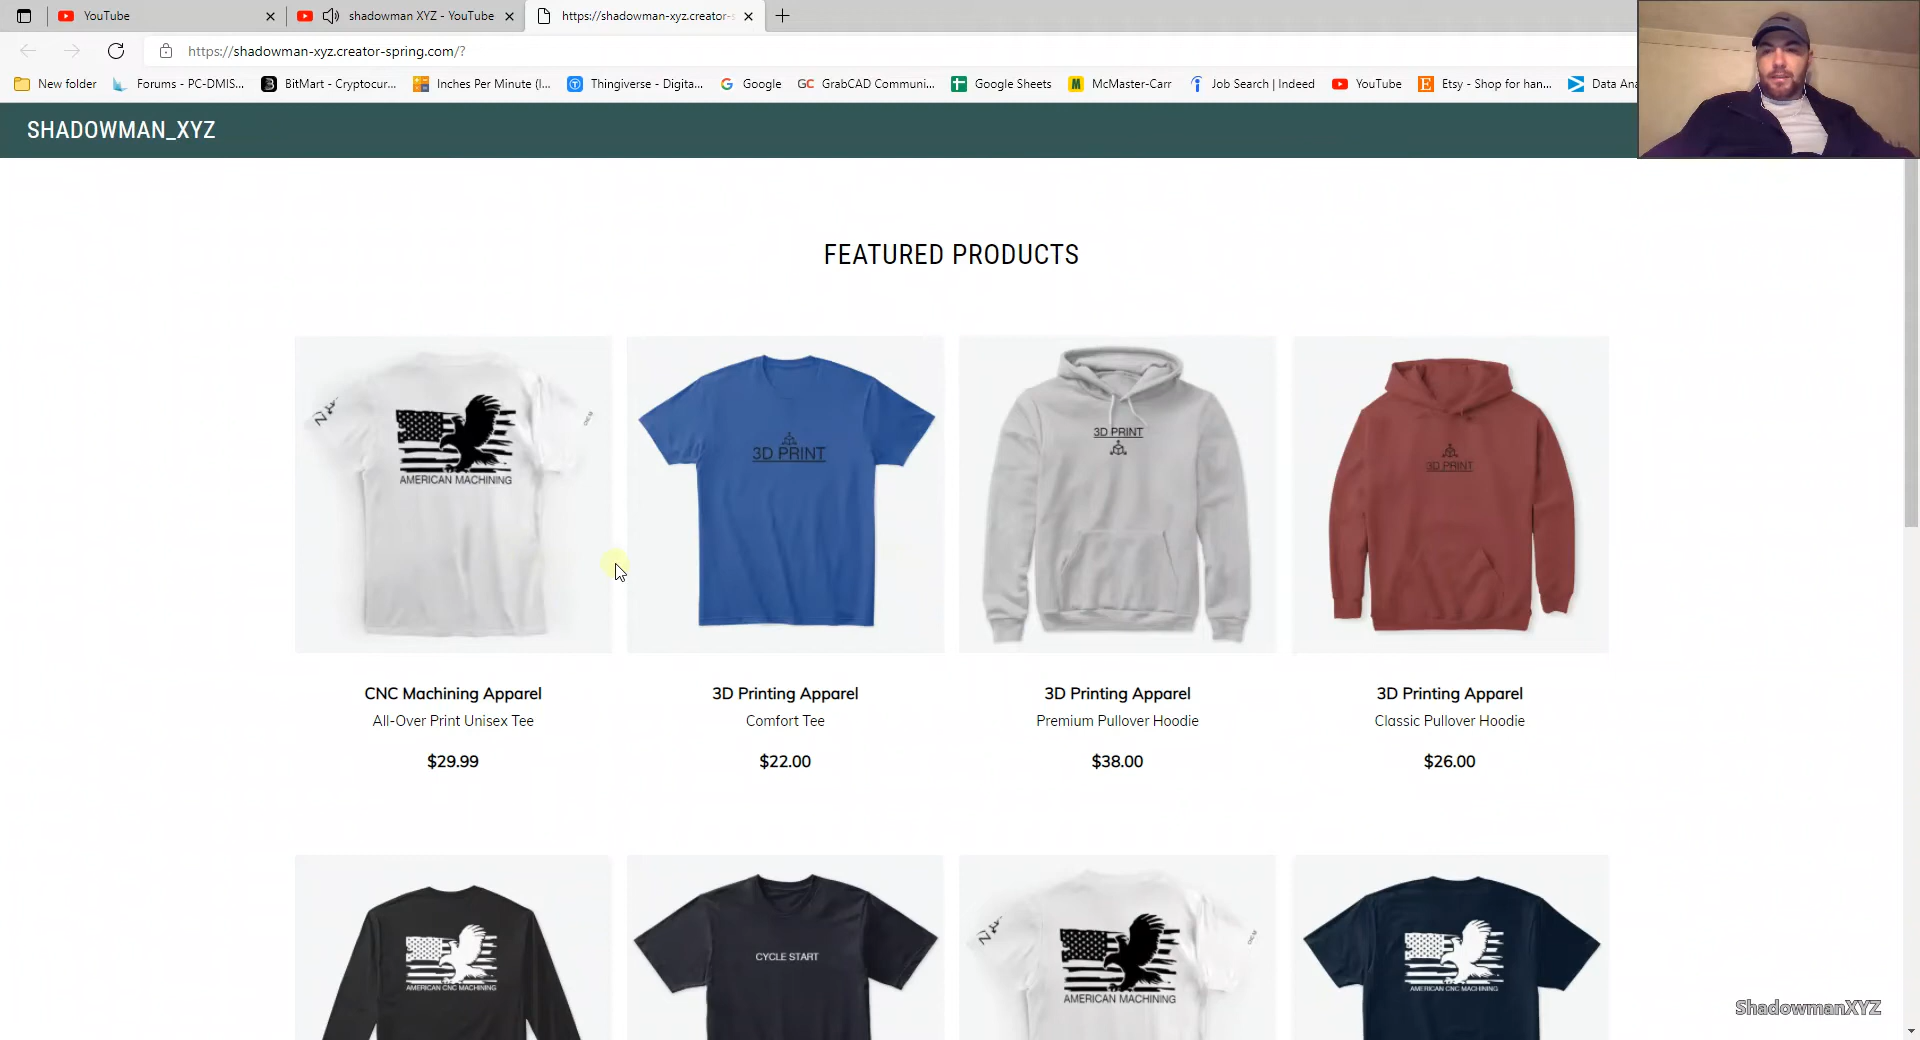 YouTube
shadowman XYZ - YouTube
https://shadowman-xyz.creator-s
https://shadowman-xyz.creator-spring.com/?
New folder
Forums - PC-DMIS...
BitMart - Cryptocur...
Inches Per Minute (I...
Thingiverse - Digita...
Google
GC GrabCAD Communi...
Google Sheets
M McMaster-Carr
Job Search | Indeed
YouTube
E Etsy - Shop for han...
Data Ana
SHADOWMAN_XYZ
FEATURED PRODUCTS
AMERICAN MACHINING
3D PRINT
3D PRINT
3D PRINT
CNC Machining Apparel
All-Over Print Unisex Tee
$29.99
3D Printing Apparel
Comfort Tee
$22.00
3D Printing Apparel
Premium Pullover Hoodie
$38.00
3D Printing Apparel
Classic Pullover Hoodie
$26.00
AMERICAN CNC MACHINING
CYCLE START
AMERICAN MACHINING
AMERICAN CNC MACHINING
ShadowmanXYZ